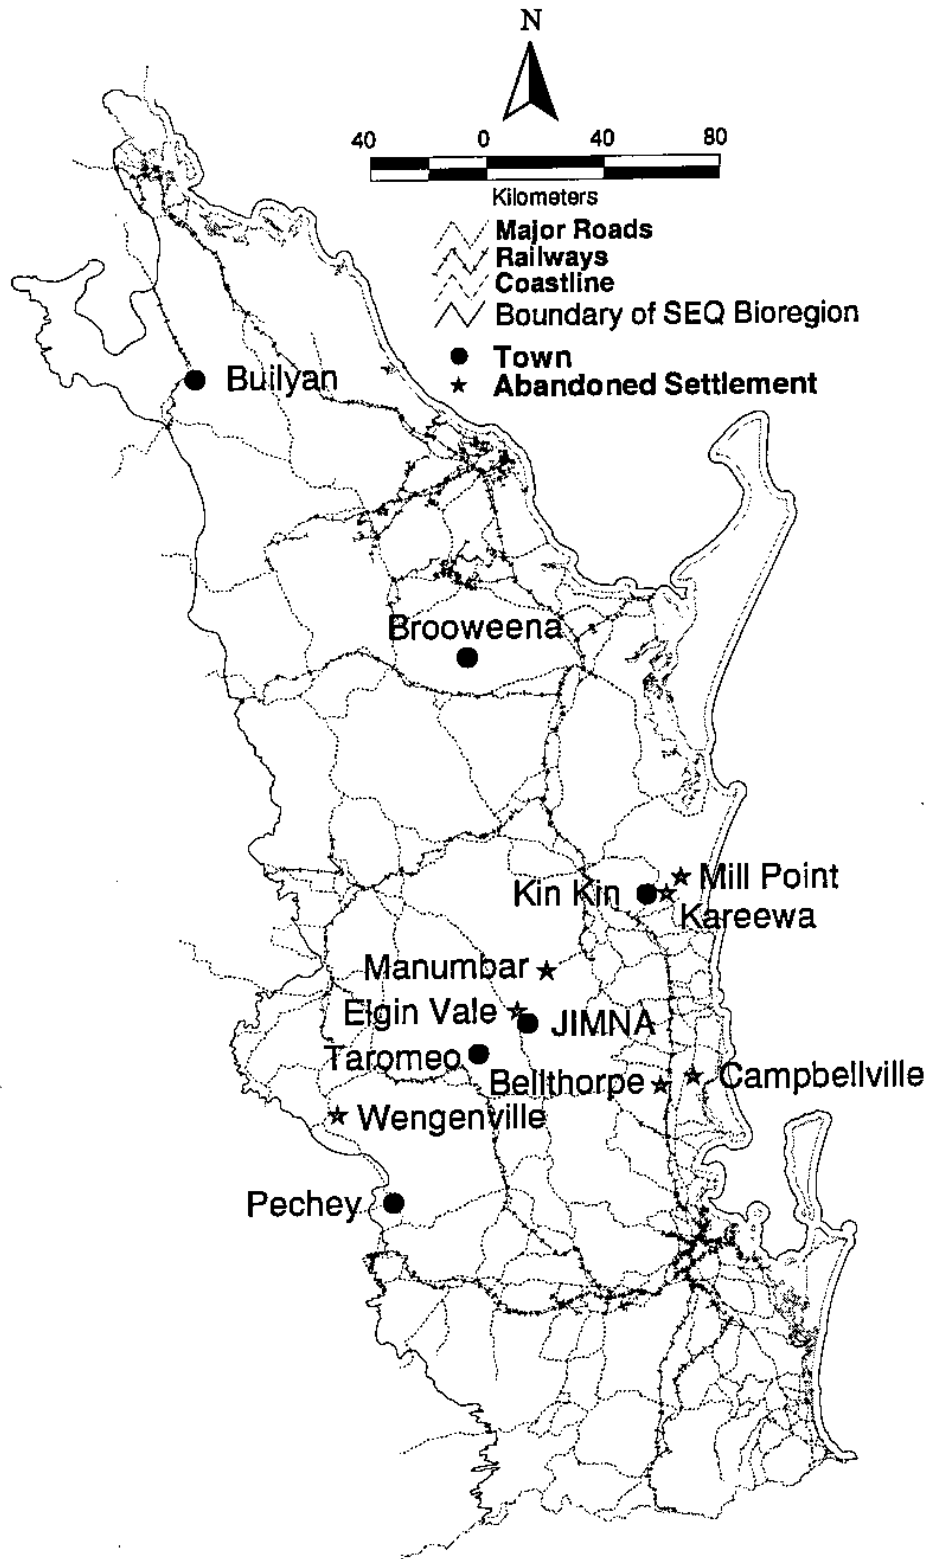 N
40 0 40 80
Kilometers
Major Roads
Railways
Coastline
Boundary of SEQ Bioregion
Town
Abandoned Settlement
Builyan
Brooweena
Mill Point
Kin Kin
Kareewa
Manumbar
Elgin Vale
JIMNA
Taromeo
Bellthorpe
Campbellville
Wengenville
Pechey